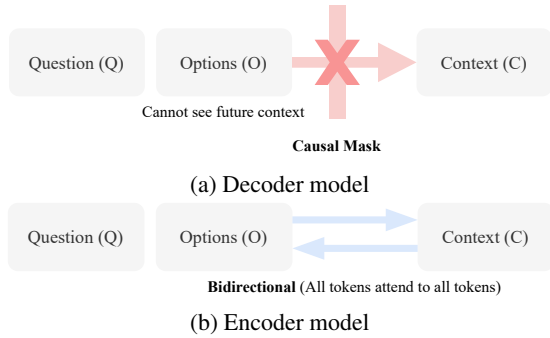 Question (Q) Options (O) Context (C)
Cannot see future context
Causal Mask
(a) Decoder model
Question (Q) Options (O) Context (C)
Bidirectional (All tokens attend to all tokens)
(b) Encoder model